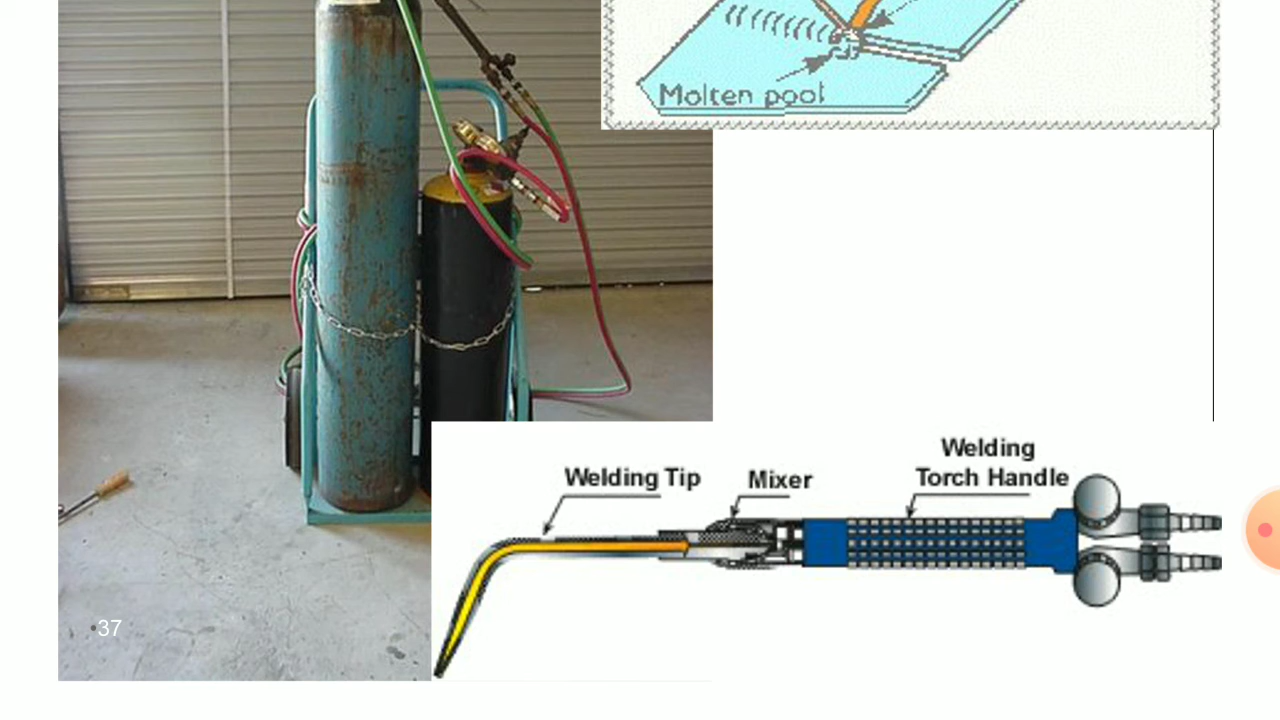 Molten pool
Welding
Torch Handle
Welding Tip
Mixer
•37